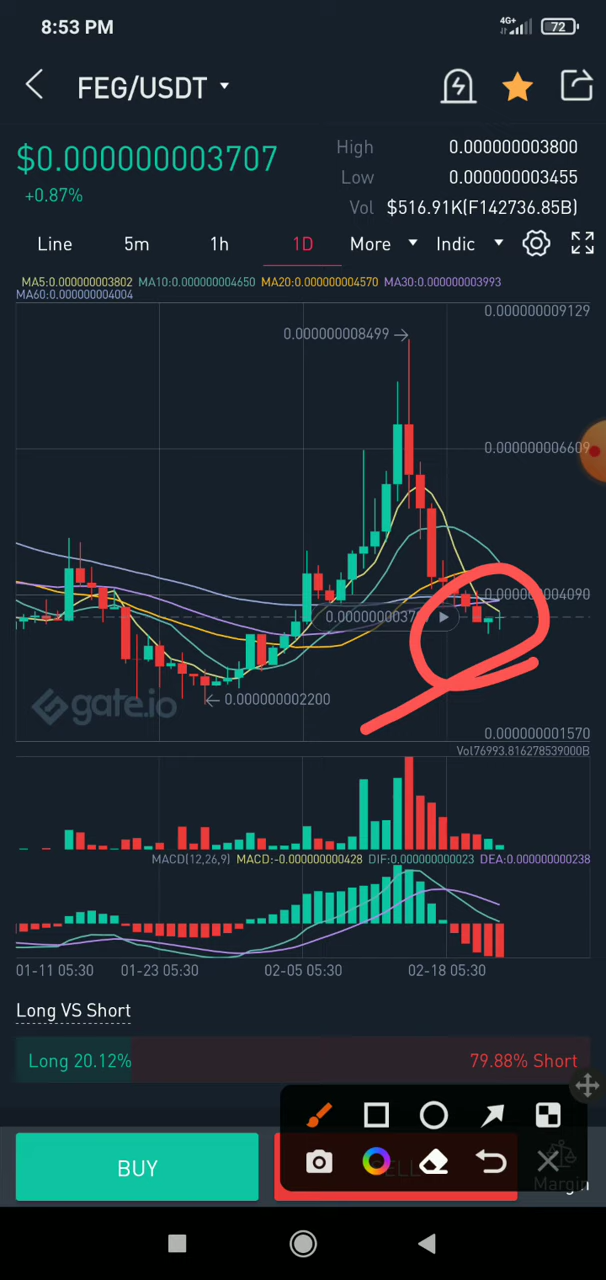 8:53 PM 4G+ 72
FEG/USDT
$0.000000003707
+0.87%
High 0.000000003800
Low 0.000000003455
Vol $516.91K(F142736.85B)
Line 5m 1h 1D More Indic
MA5:0.000000003802 MA10:0.000000004650 MA20:0.000000004570 MA30:0.000000003993
MA60:0.000000004004
0.000000009129
0.000000008499
0.000000006609
0.000000004090
gate.io
0.000000002200
0.000000001570
Vol76993.816278539000B
MACD(12,26,9) MACD:-0.000000000428 DIF:0.000000000023 DEA:0.000000000238
01-11 05:30 01-23 05:30 02-05 05:30 02-18 05:30
Long VS Short
Long 20.12% 79.88% Short
BUY
Margin